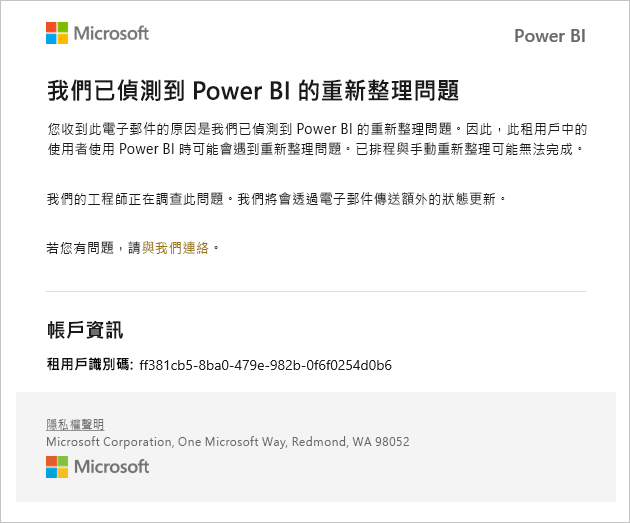 Microsoft
Power BI
我們已偵測到 Power BI 的重新整理問題
您收到此電子郵件的原因是我們已偵測到 Power BI 的重新整理問題。因此，此租用戶中的
使用者使用 Power BI 時可能會遇到重新整理問題。已排程與手動重新整理可能無法完成。
我們的工程師正在調查此問題。我們將會透過電子郵件傳送額外的狀態更新。
若您有問題，請與我們連絡。
帳戶資訊
租用戶識別碼: ff381cb5-8ba0-479e-982b-0f6f0254d0b6
隱私權聲明
Microsoft Corporation, One Microsoft Way, Redmond, WA 98052
Microsoft